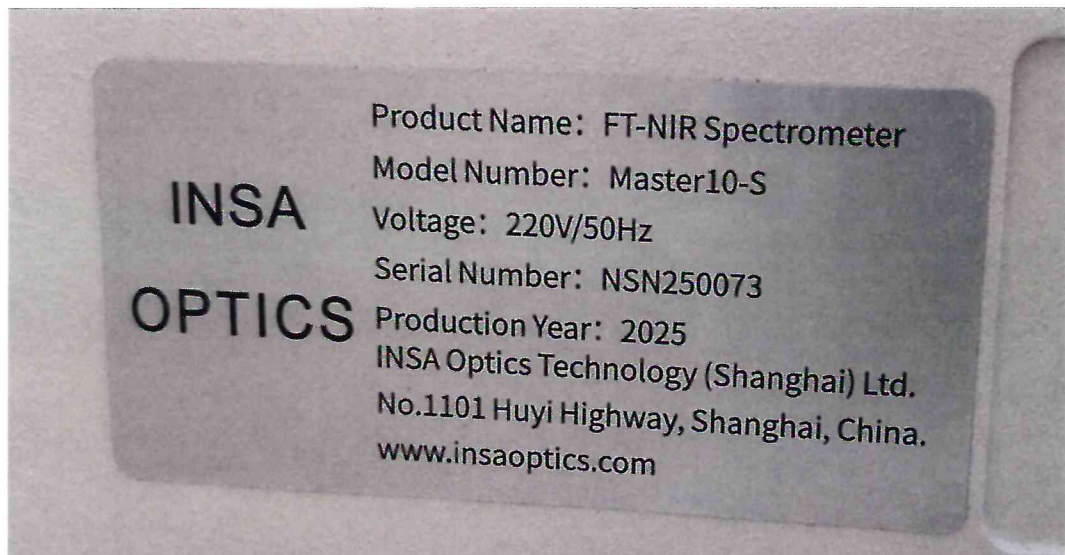 INSA
OPTICS
Product Name： FT-NIR Spectrometer
Model Number： Master10-S
Voltage： 220V/50Hz
Serial Number： NSN250073
Production Year： 2025
INSA Optics Technology (Shanghai) Ltd.
No.1101 Huyi Highway, Shanghai, China.
www.insaoptics.com